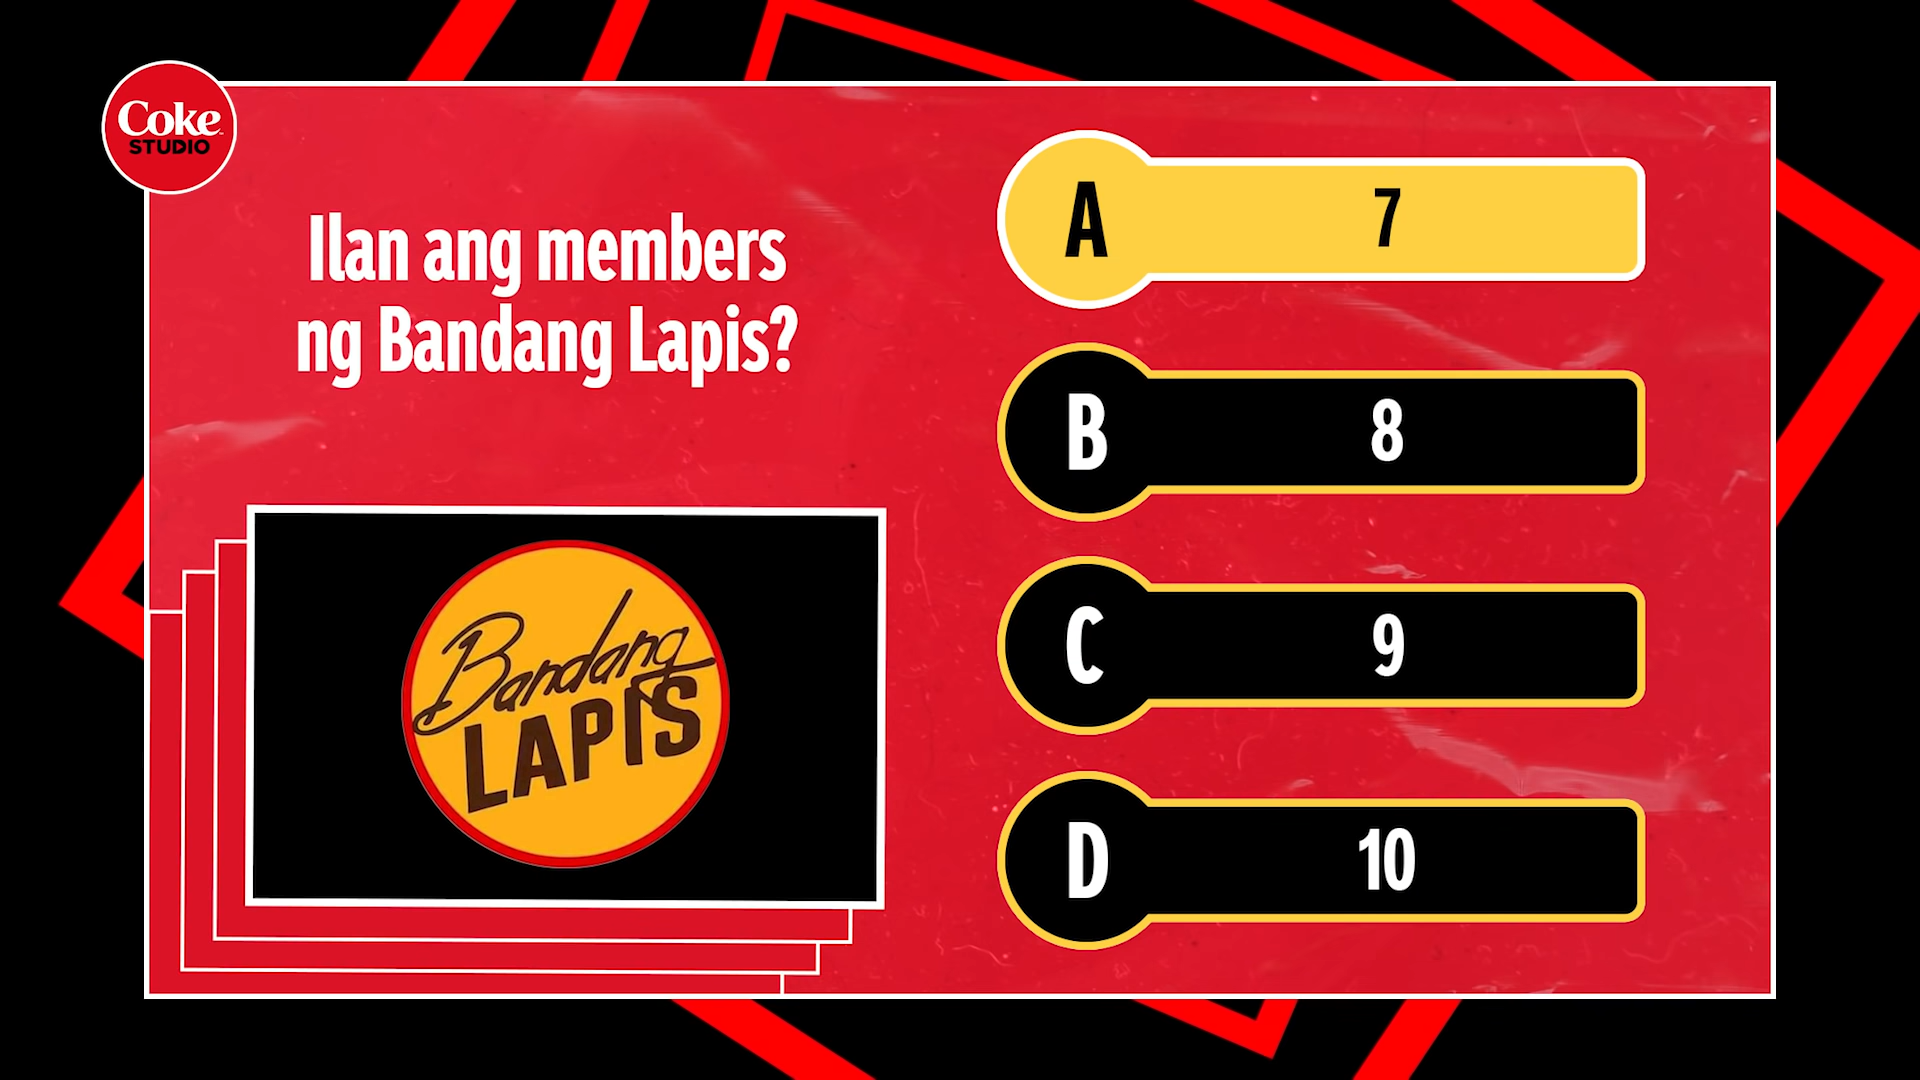 Coke
STUDIO
Ilan ang members
ng Bandang Lapis?
Bandang
LAPIS
A 7
B 8
C 9
D 10